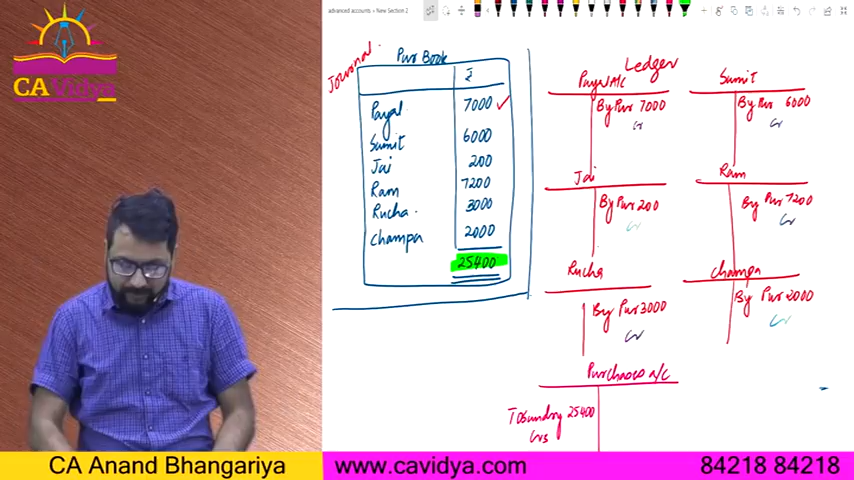 CAVidya
advanced accounts • New Section 2
Journal
Pur Book
₹
Payal 7000
Sumit 6000
Jai 200
Ram 7200
Rucha 3000
Champa 2000
25400
Ledger
Payal A/c
By Pur 7000
Cr
Sumit
By Pur 6000
Cr
Jai
By Pur 200
Cr
Ram
By Pur 7200
Cr
Rucha
By Pur 3000
Cr
Champa
By Pur 2000
Cr
Purchases a/c
To Sundry 25400
Crs
CA Anand Bhangariya
www.cavidya.com
84218 84218